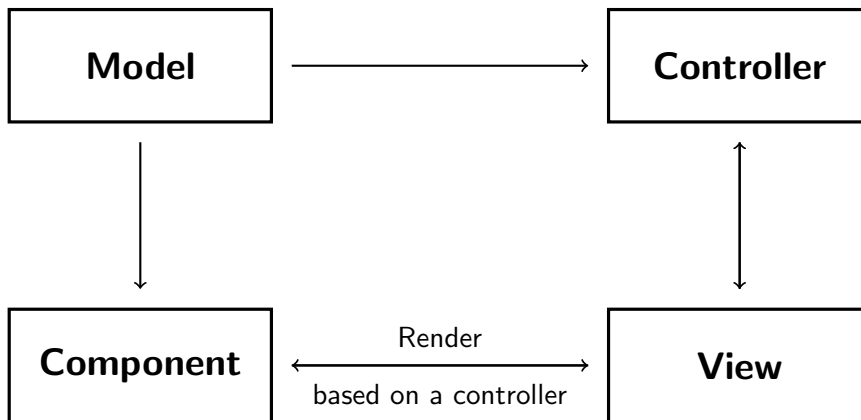 Model
Controller
Component
Render
based on a controller
View